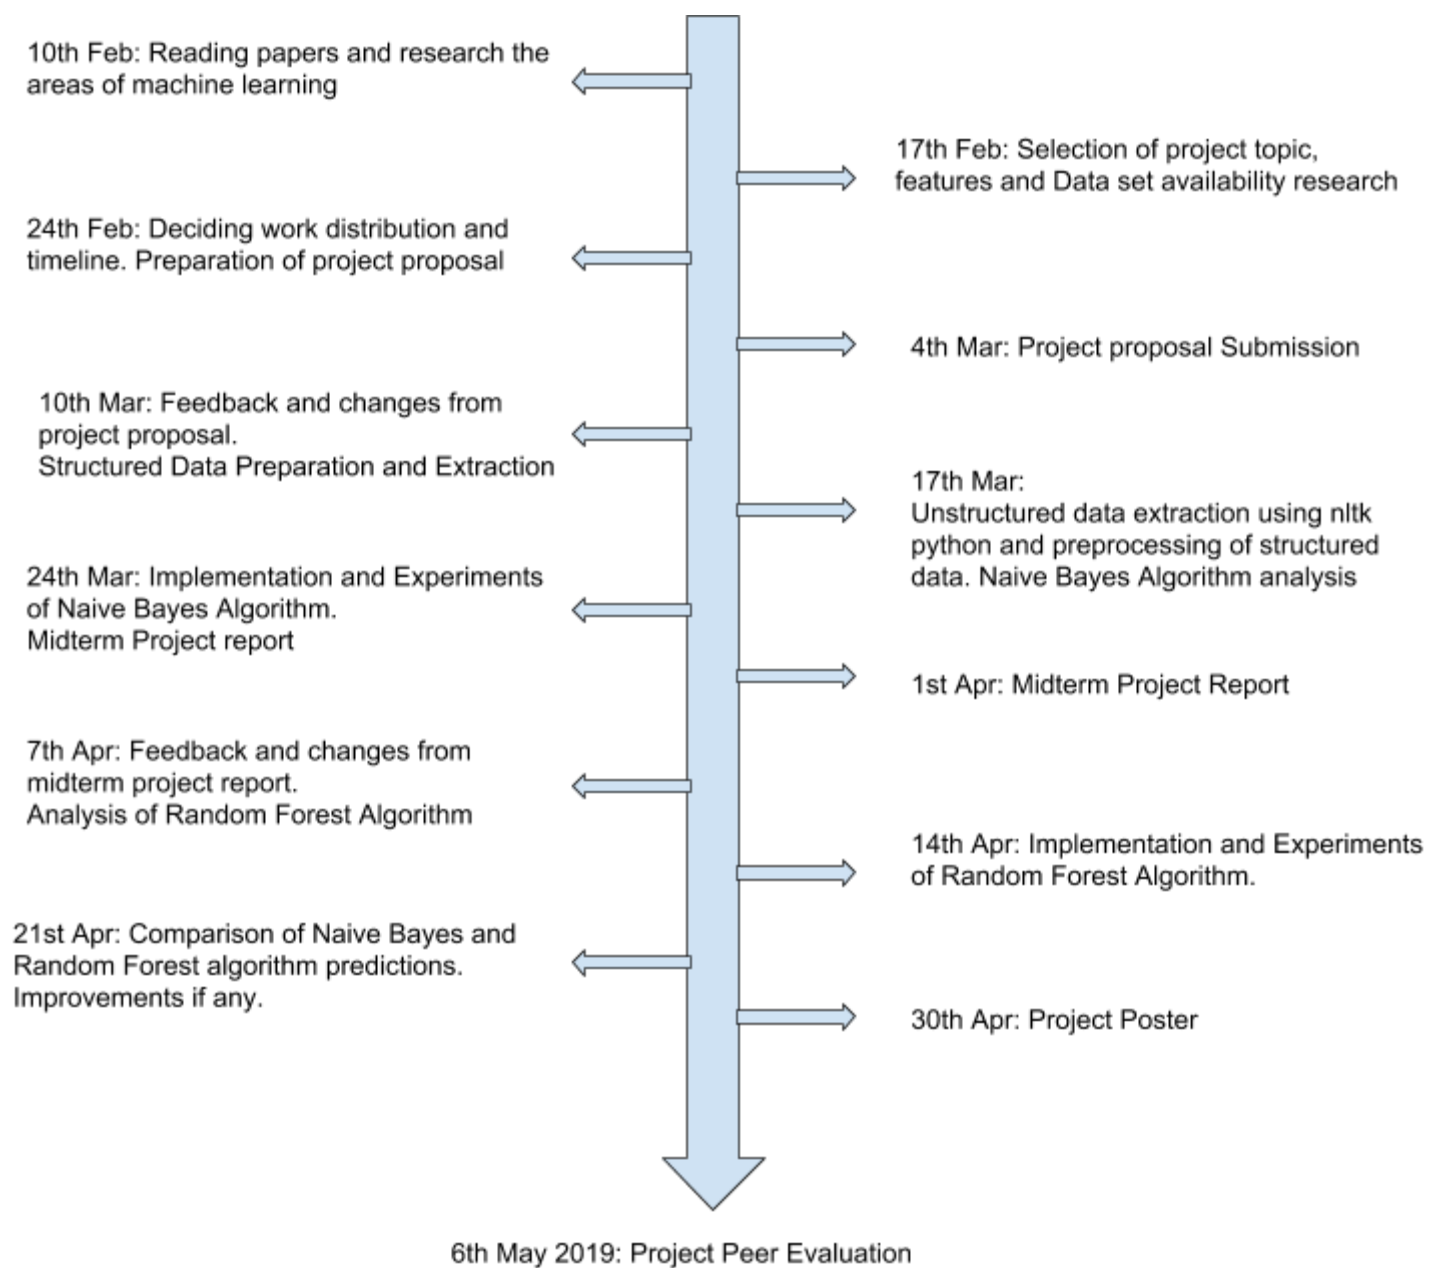 10th Feb: Reading papers and research the
areas of machine learning
17th Feb: Selection of project topic,
features and Data set availability research
24th Feb: Deciding work distribution and
timeline. Preparation of project proposal
4th Mar: Project proposal Submission
10th Mar: Feedback and changes from
project proposal.
Structured Data Preparation and Extraction
17th Mar:
Unstructured data extraction using nltk
python and preprocessing of structured
data. Naive Bayes Algorithm analysis
24th Mar: Implementation and Experiments
of Naive Bayes Algorithm.
Midterm Project report
1st Apr: Midterm Project Report
7th Apr: Feedback and changes from
midterm project report.
Analysis of Random Forest Algorithm
14th Apr: Implementation and Experiments
of Random Forest Algorithm.
21st Apr: Comparison of Naive Bayes and
Random Forest algorithm predictions.
Improvements if any.
30th Apr: Project Poster
6th May 2019: Project Peer Evaluation